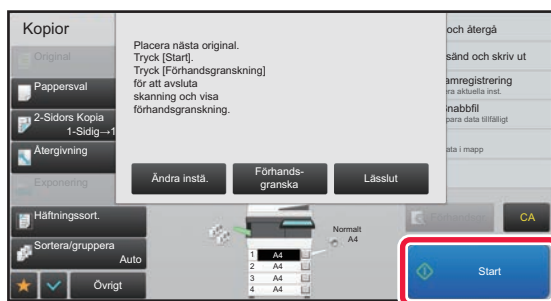 Kopior
Original
Pappersval
2-Sidors Kopia
1-Sidig→1
Återgivning
Exponering
Häftningssort.
Sortera/gruppera
Auto
Övrigt
Placera nästa original.
Tryck [Start].
Tryck [Förhandsgranskning]
för att avsluta
skanning och visa
förhandsgranskning.
Ändra instä.
Förhands-
granska
Lässlut
Normalt
A4
1 A4
2 A4
3 A4
4 A4
och återgå
sänd och skriv ut
amregistrering
era aktuella inst.
nabbfil
para data tillfälligt
ata i mapp
CA
Start